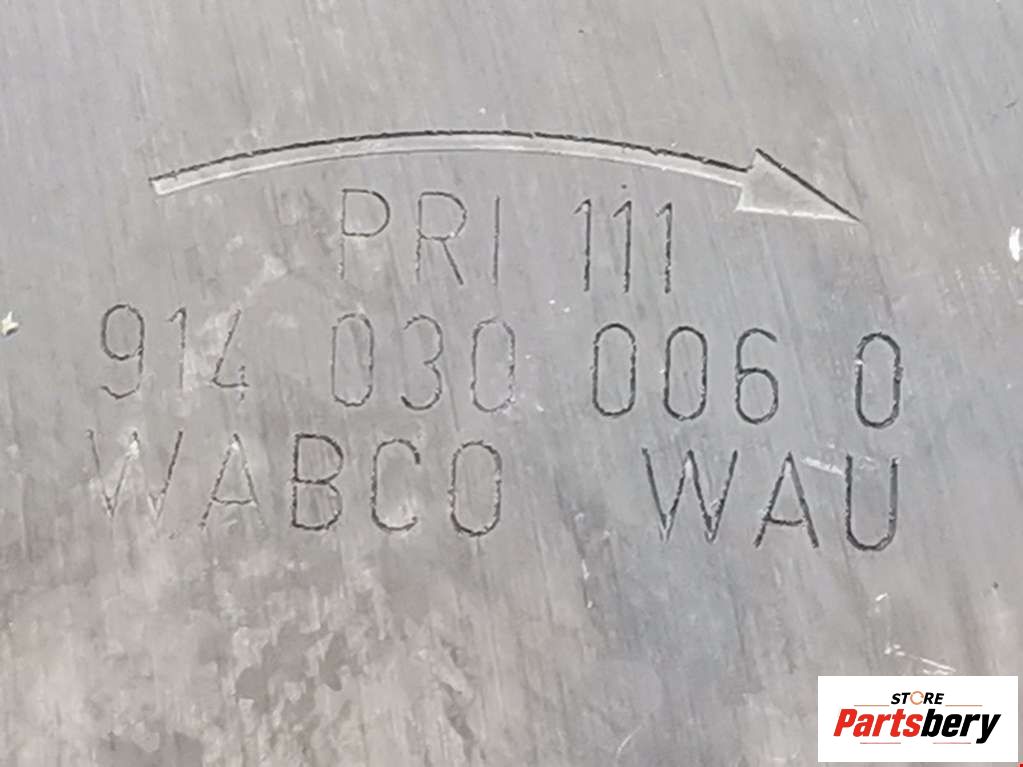 PRI 111
914 030 006 0
WABCO WAU
STORE
Partsbery